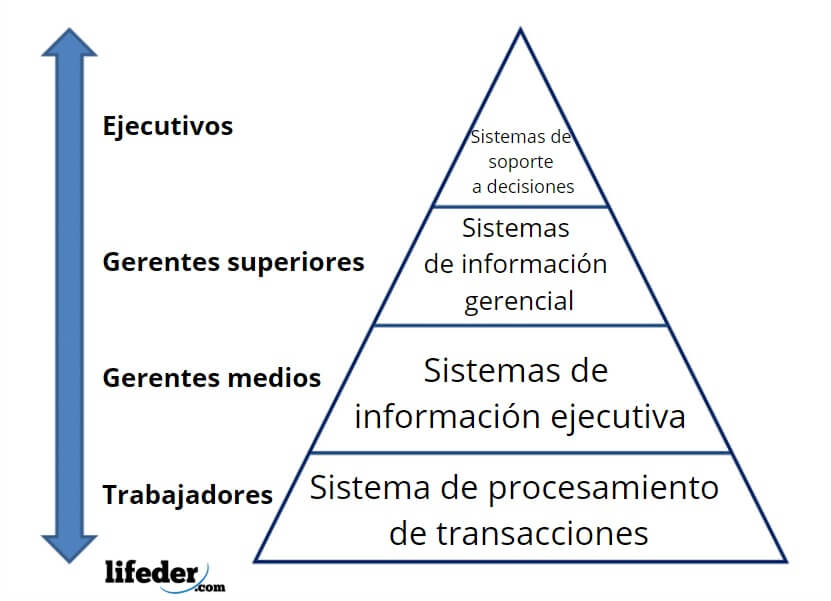 Ejecutivos
Sistemas de
soporte
a decisiones
Gerentes superiores
Sistemas
de información
gerencial
Gerentes medios
Sistemas de
información ejecutiva
Trabajadores
Sistema de procesamiento
de transacciones
lifeder.com